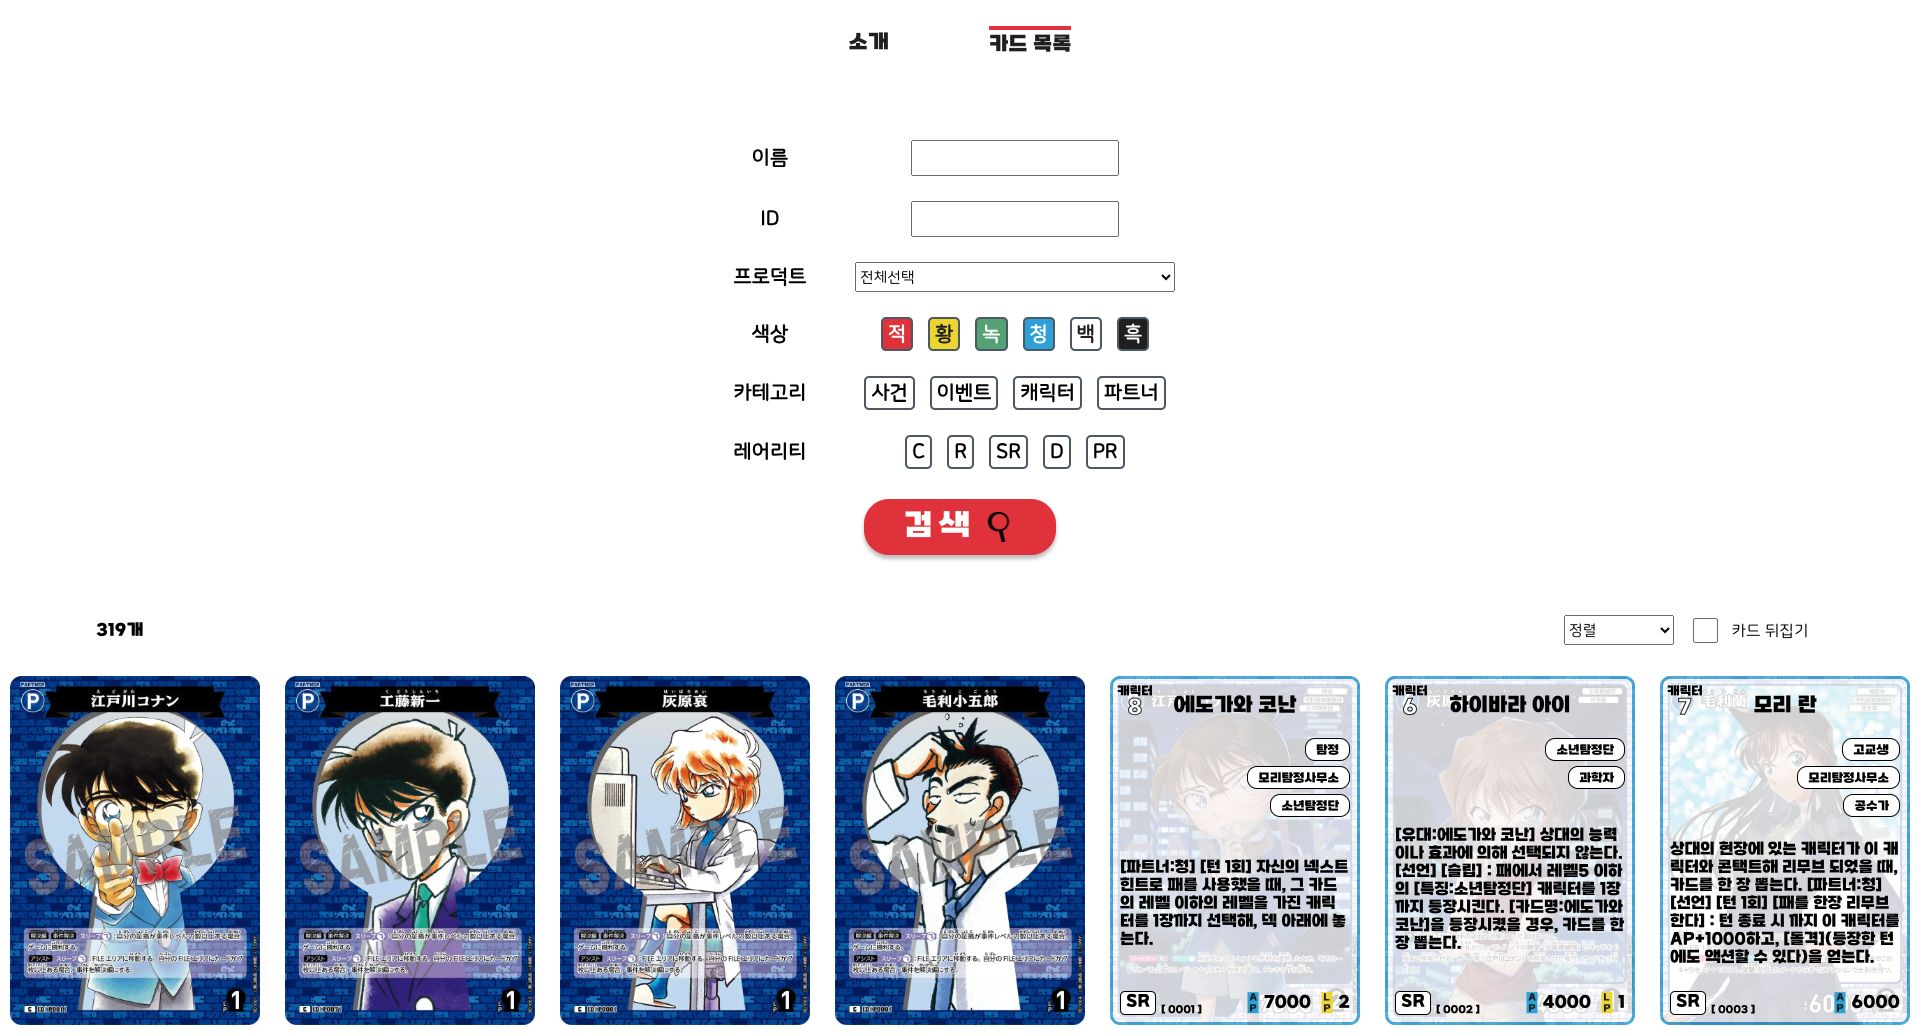 소개
카드 목록
이름
ID
프로덕트
전체선택
색상
적 황 녹 청 백 흑
카테고리
사건 이벤트 캐릭터 파트너
레어리티
C R SR D PR
검색
319개
정렬
카드 뒤집기
PARTNER
P
江戸川コナン
SAMPLE
1
PARTNER
P
工藤新一
SAMPLE
1
PARTNER
P
灰原哀
SAMPLE
1
PARTNER
P
毛利小五郎
SAMPLE
1
캐릭터
8
에도가와 코난
탐정
모리탐정사무소
소년탐정단
[파트너:청] [턴 1회] 자신의 넥스트
힌트로 패를 사용했을 때, 그 카드
의 레벨 이하의 레벨을 가진 캐릭
터를 1장까지 선택해, 덱 아래에 놓
는다.
SR
[ 0001 ]
AP
7000
LP
2
캐릭터
6
하이바라 아이
소년탐정단
과학자
[유대:에도가와 코난] 상대의 능력
이나 효과에 의해 선택되지 않는다.
[선언] [슬립] : 패에서 레벨5 이하
의 [특징:소년탐정단] 캐릭터를 1장
까지 등장시킨다. [카드명:에도가와
코난]을 등장시켰을 경우, 카드를 한
장 뽑는다.
SR
[ 0002 ]
AP
4000
LP
1
캐릭터
7
모리 란
고교생
모리탐정사무소
공수가
상대의 현장에 있는 캐릭터가 이 캐
릭터와 콘택트해 리무브 되었을 때,
카드를 한 장 뽑는다. [파트너:청]
[선언] [턴 1회] [패를 한장 리무브
한다] : 턴 종료 시 까지 이 캐릭터를
AP+1000하고, [돌격](등장한 턴
에도 액션할 수 있다)을 얻는다.
SR
[ 0003 ]
AP
6000